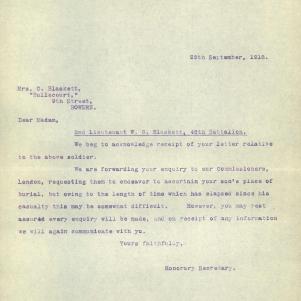 25th September, 1918.
Mrs. C. Blaskett,
"Bullecourt,"
9th Street,
BOWDEN.
Dear Madam,
2nd Lieutenant W. G. Blaskett, 48th Battalion.
We beg to acknowledge receipt of your letter relative
to the above soldier.
We are forwarding your enquiry to our Commissioners,
London, requesting them to endeavor to ascertain your son's place of
burial, but owing to the length of time which has elapsed since his
casualty this may be somewhat difficult. However, you may rest
assured every enquiry will be made, and on receipt of any information
we will again communicate with yo.
Yours faithfully,
Honorary Secretary.